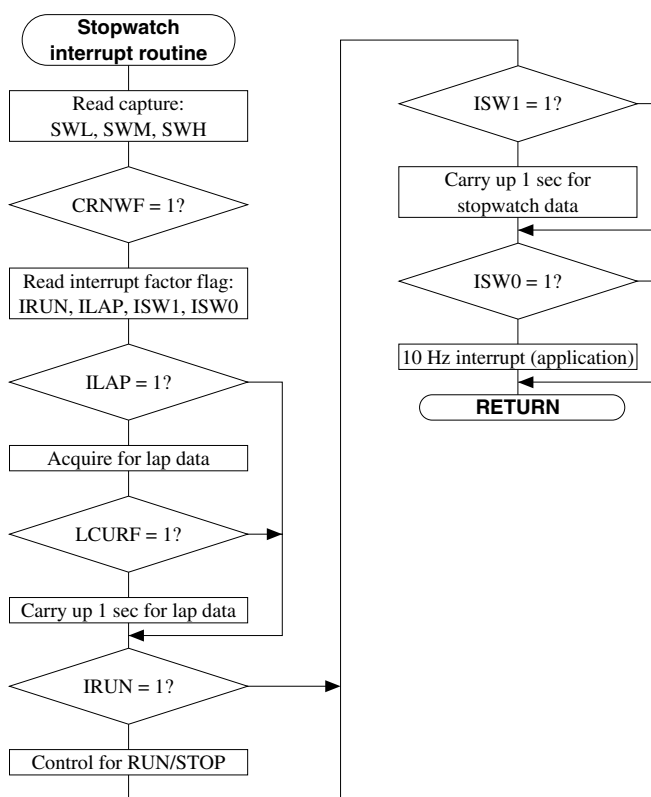 Stopwatch
interrupt routine
Read capture:
SWL, SWM, SWH
CRNWF = 1?
Read interrupt factor flag:
IRUN, ILAP, ISW1, ISW0
ILAP = 1?
Acquire for lap data
LCURF = 1?
Carry up 1 sec for lap data
IRUN = 1?
Control for RUN/STOP
ISW1 = 1?
Carry up 1 sec for
stopwatch data
ISW0 = 1?
10 Hz interrupt (application)
RETURN